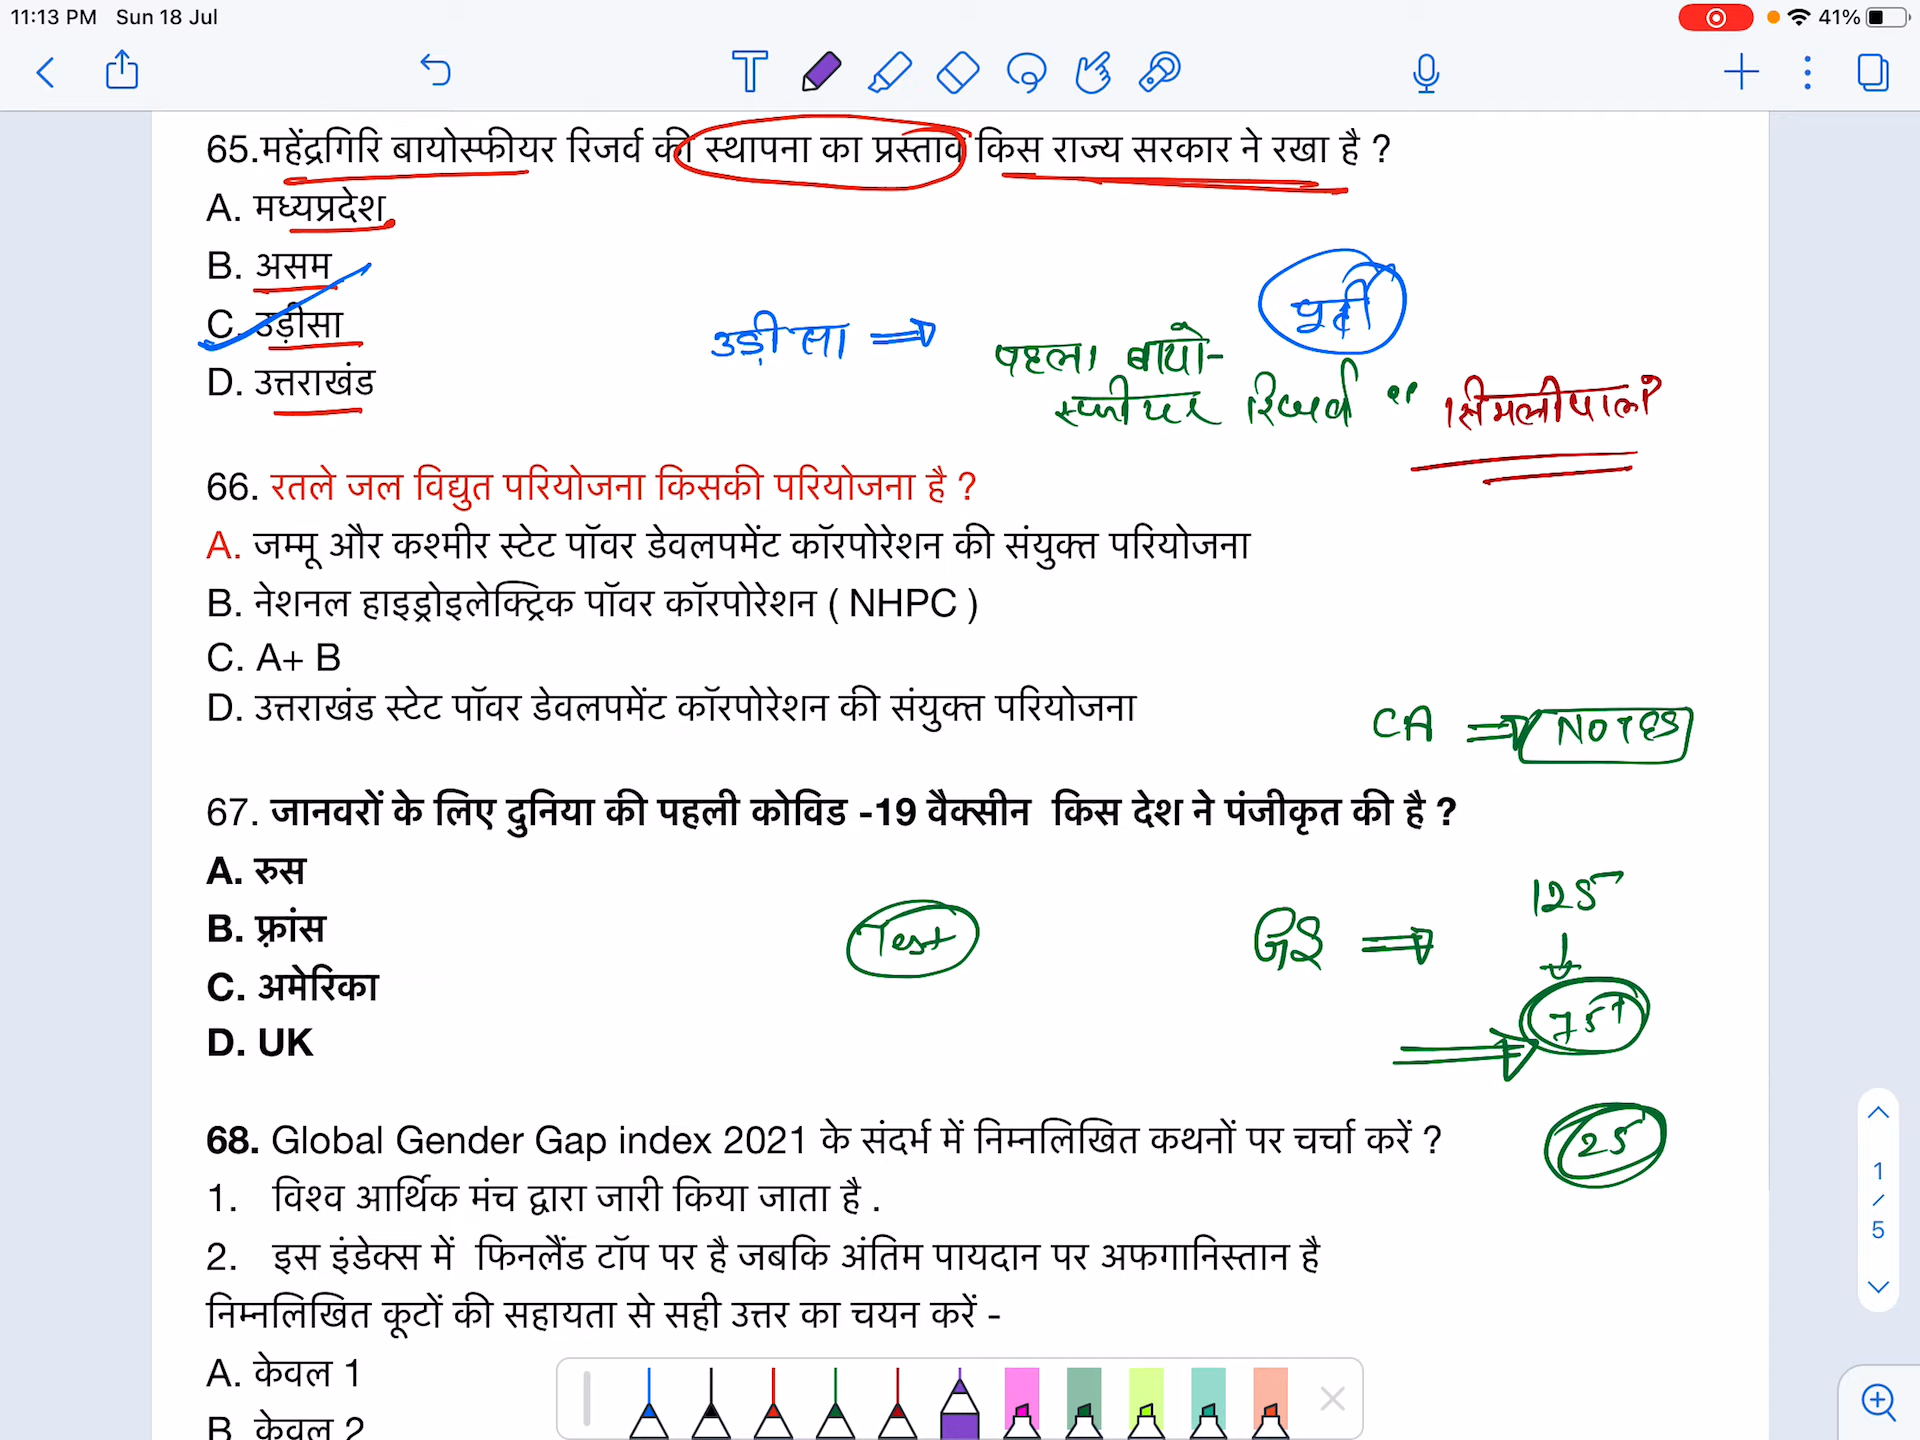 11:13 PM Sun 18 Jul
41%
65.महेंद्रगिरि बायोस्फीयर रिजर्व की स्थापना का प्रस्ताव किस राज्य सरकार ने रखा है ?
A. मध्यप्रदेश
B. असम
C. उड़ीसा
D. उत्तराखंड
पूर्वी
उड़ीसा ⇒
पहला बायो-
स्फीयर रिजर्व " सिमलीपाल
66. रतले जल विद्युत परियोजना किसकी परियोजना है ?
A. जम्मू और कश्मीर स्टेट पॉवर डेवलपमेंट कॉरपोरेशन की संयुक्त परियोजना
B. नेशनल हाइड्रोइलेक्ट्रिक पॉवर कॉरपोरेशन ( NHPC )
C. A+ B
D. उत्तराखंड स्टेट पॉवर डेवलपमेंट कॉरपोरेशन की संयुक्त परियोजना
CA ⇒ NOTES
67. जानवरों के लिए दुनिया की पहली कोविड -19 वैक्सीन किस देश ने पंजीकृत की है ?
A. रुस
B. फ़्रांस
C. अमेरिका
D. UK
125
Test
75
25
68. Global Gender Gap index 2021 के संदर्भ में निम्नलिखित कथनों पर चर्चा करें ?
1. विश्व आर्थिक मंच द्वारा जारी किया जाता है .
2. इस इंडेक्स में फिनलैंड टॉप पर है जबकि अंतिम पायदान पर अफगानिस्तान है
निम्नलिखित कूटों की सहायता से सही उत्तर का चयन करें -
A. केवल 1
B. केवल 2
1
/
5